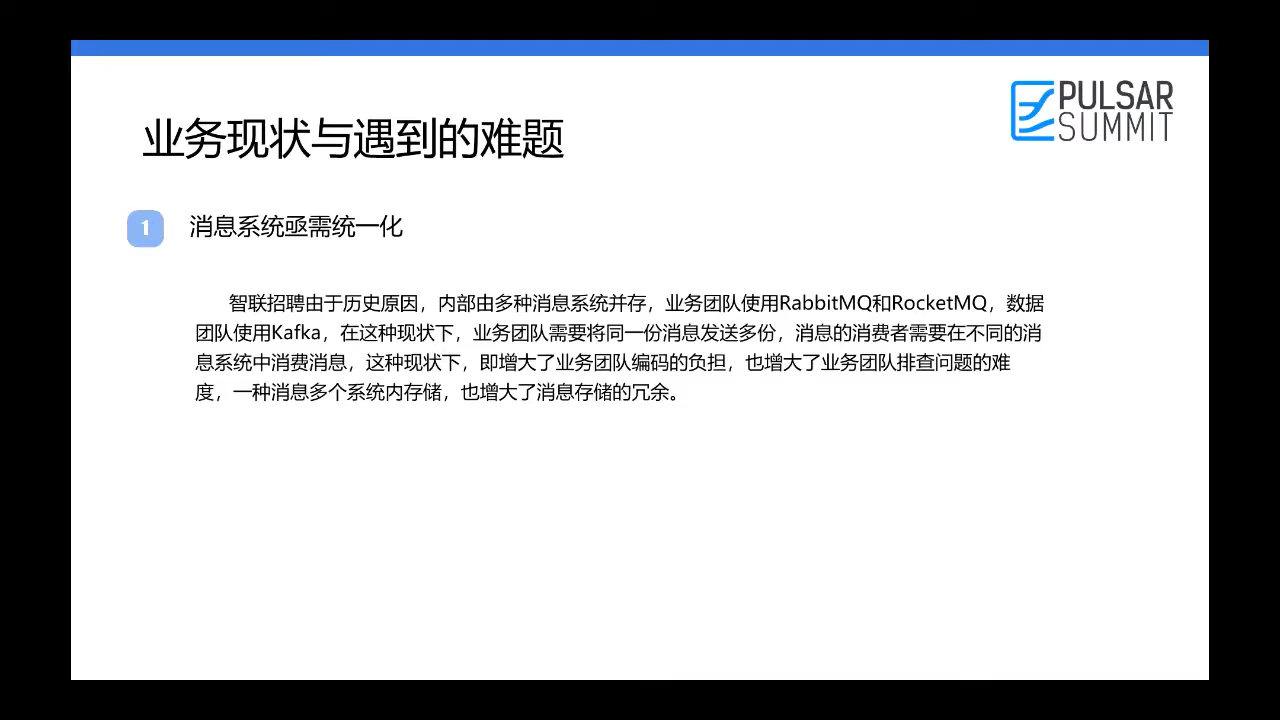 PULSAR
SUMMIT
业务现状与遇到的难题
1
消息系统亟需统一化
智联招聘由于历史原因，内部由多种消息系统并存，业务团队使用RabbitMQ和RocketMQ，数据
团队使用Kafka，在这种现状下，业务团队需要将同一份消息发送多份，消息的消费者需要在不同的消
息系统中消费消息，这种现状下，即增大了业务团队编码的负担，也增大了业务团队排查问题的难
度，一种消息多个系统内存储，也增大了消息存储的冗余。